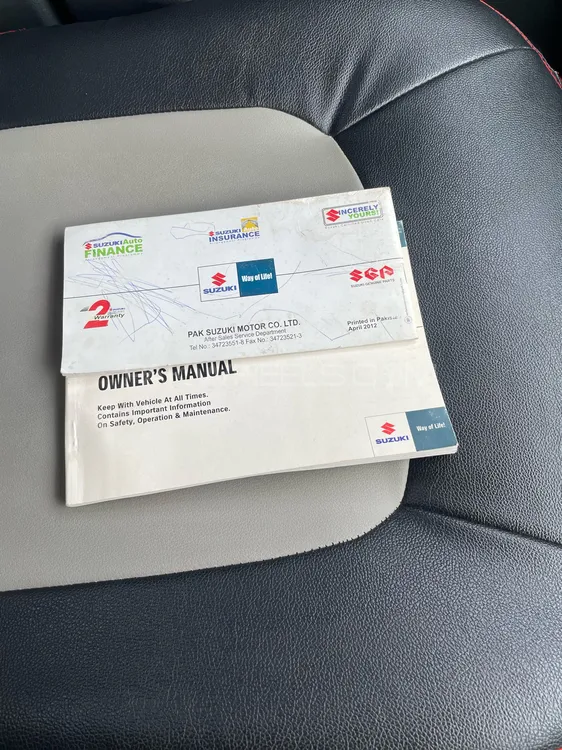 SUZUKI Auto
FINANCE
SUZUKI
INSURANCE
SINCERELY
YOURS!
SUZUKI
Way of Life!
SGP
SUZUKI GENUINE PARTS
2
Warranty
PAK SUZUKI MOTOR CO. LTD.
After Sales Service Department
Tel No.: 34723551-8 Fax No.: 34723521-3
Printed in Pakistan
April 2012
OWNER'S MANUAL
Keep With Vehicle At All Times.
Contains Important Information
On Safety, Operation & Maintenance.
SUZUKI
Way of Life!